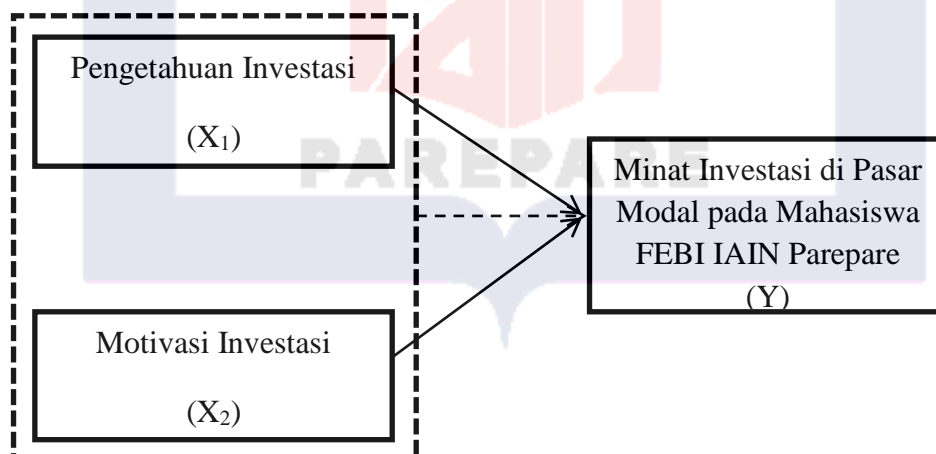 Pengetahuan Investasi
(X₁)
PAREPARE
Minat Investasi di Pasar
Modal pada Mahasiswa
FEBI IAIN Parepare
(Y)
Motivasi Investasi
(X₂)